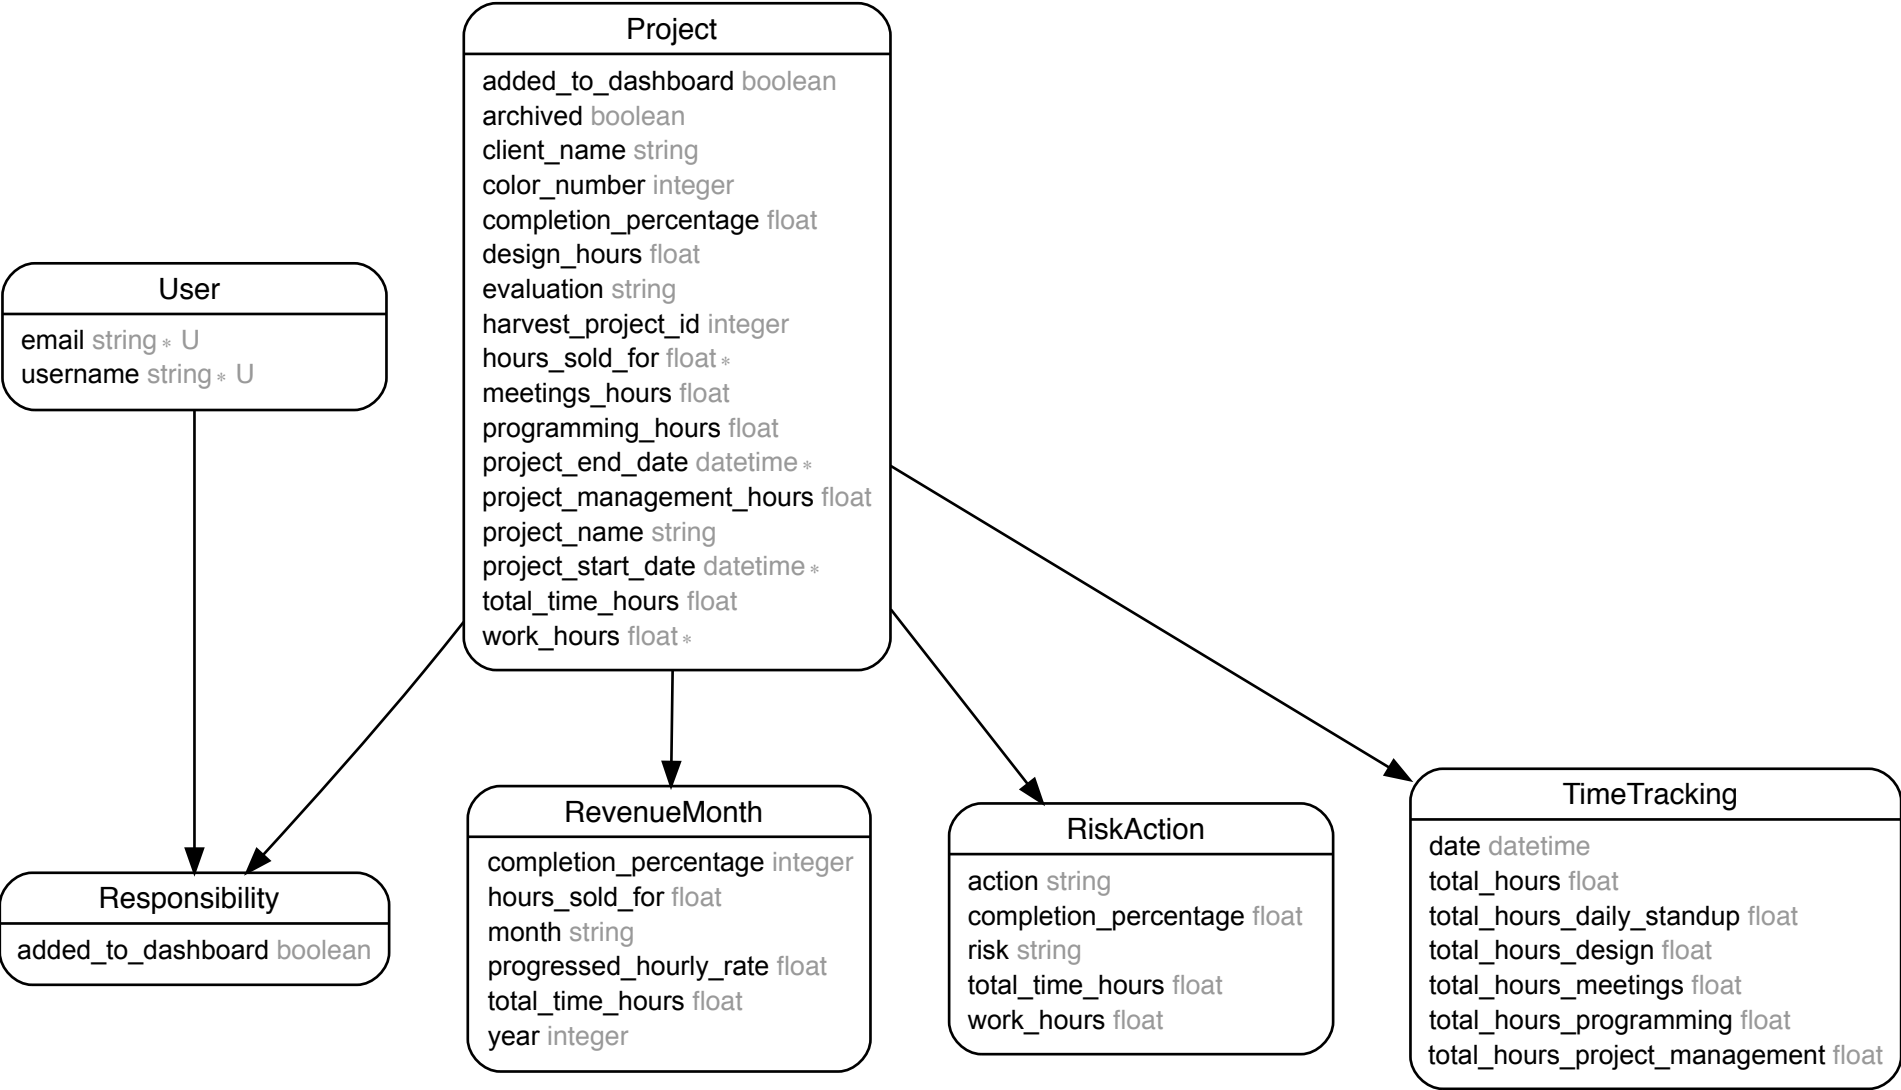 Project
added_to_dashboard boolean
archived boolean
client_name string
color_number integer
completion_percentage float
design_hours float
evaluation string
harvest_project_id integer
hours_sold_for float *
meetings_hours float
programming_hours float
project_end_date datetime *
project_management_hours float
project_name string
project_start_date datetime *
total_time_hours float
work_hours float *
User
email string * U
username string * U
Responsibility
added_to_dashboard boolean
RevenueMonth
completion_percentage integer
hours_sold_for float
month string
progressed_hourly_rate float
total_time_hours float
year integer
RiskAction
action string
completion_percentage float
risk string
total_time_hours float
work_hours float
TimeTracking
date datetime
total_hours float
total_hours_daily_standup float
total_hours_design float
total_hours_meetings float
total_hours_programming float
total_hours_project_management float